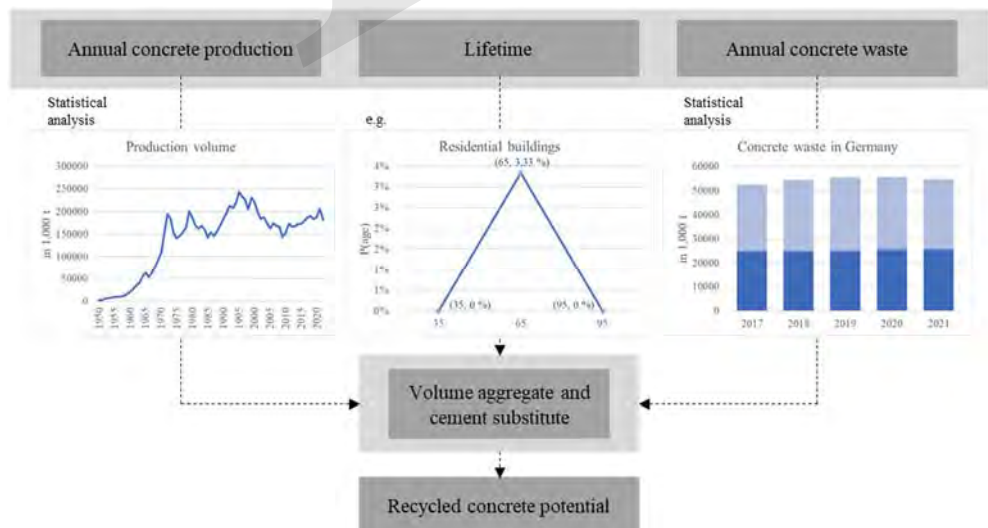 Annual concrete production
Lifetime
Annual concrete waste
Statistical
analysis
Production volume
in 1,000 t
300000
250000
200000
150000
100000
50000
0
1950
1955
1960
1965
1970
1975
1980
1985
1990
1995
2000
2005
2010
2015
2020
e.g.
Residential buildings
(65, 3,33 %)
P(age)
4%
3%
3%
2%
2%
1%
1%
0%
(35, 0 %)
(95, 0 %)
35
65
95
Statistical
analysis
Concrete waste in Germany
in 1,000 t
60000
50000
40000
30000
20000
10000
0
2017
2018
2019
2020
2021
Volume aggregate and
cement substitute
Recycled concrete potential